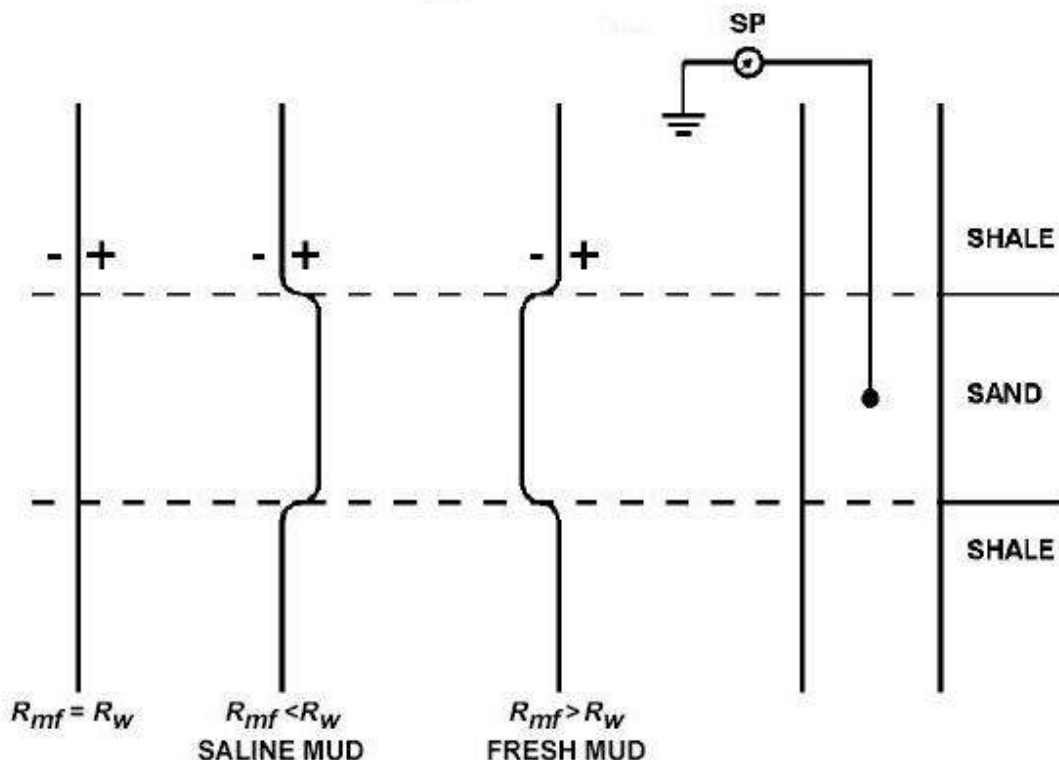 SP
SHALE
- + - + - +
SAND
SHALE
Rmf = Rw Rmf <Rw Rmf > Rw
SALINE MUD FRESH MUD